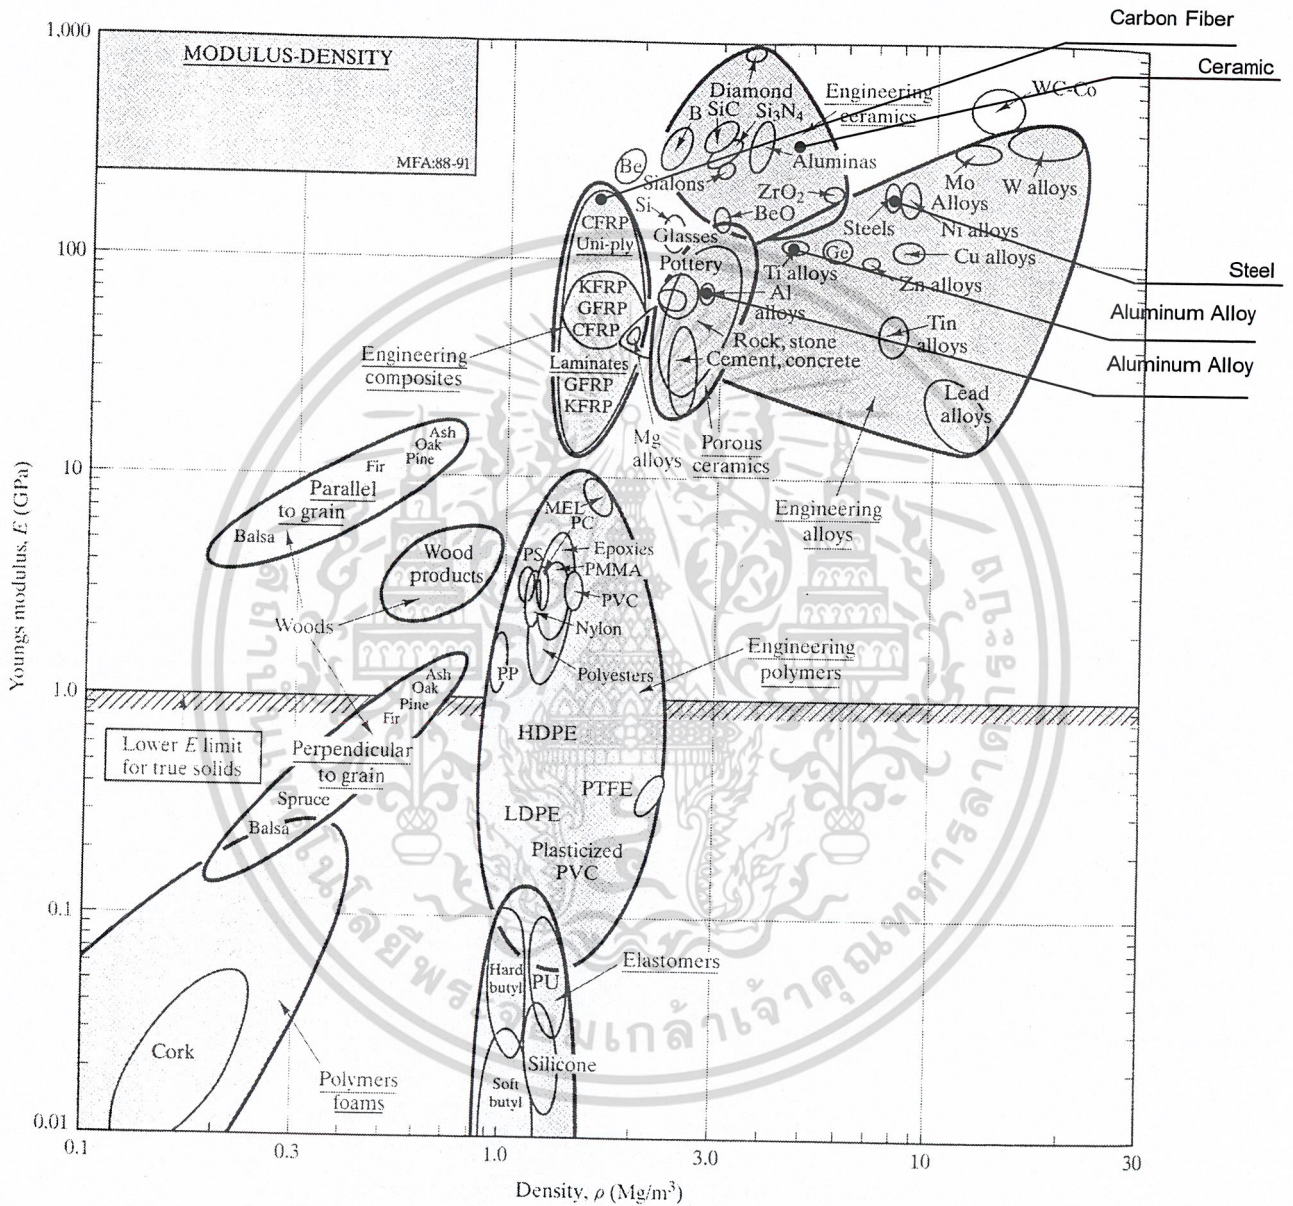 Carbon Fiber
1,000
MODULUS-DENSITY
MFA:88-91
Ceramic
Diamond
Engineering
ceramics
WC-Co
B
SiC
Si₃N₄
Be
Aluminas
Sialons
Mo
Alloys
W alloys
ZrO₂
BeO
Si
CFRP
Uni-ply
Glasses
Steels
Ni alloys
100
Pottery
Ti alloys
Ge
Cu alloys
Zn alloys
Steel
KFRP
GFRP
CFRP
Al
alloys
Aluminum Alloy
Tin
alloys
Rock, stone
Cement, concrete
Engineering
composites
Laminates
GFRP
KFRP
Aluminum Alloy
Lead
alloys
Mg
alloys
Porous
ceramics
Ash
Oak
Pine
Fir
10
Parallel
to grain
Balsa
Engineering
alloys
MEL
PC
Wood
products
PS
Epoxies
PMMA
PVC
Woods
Nylon
PP
Polyesters
Engineering
polymers
Youngs modulus, E (GPa)
1.0
Ash
Oak
Pine
Fir
Lower E limit
for true solids
Perpendicular
to grain
HDPE
Spruce
Balsa
PTFE
LDPE
Plasticized
PVC
0.1
Hard
butyl
PU
Elastomers
Cork
Silicone
Polymers
foams
Soft
butyl
0.01
0.1
0.3
1.0
3.0
10
30
Density, ρ (Mg/m³)